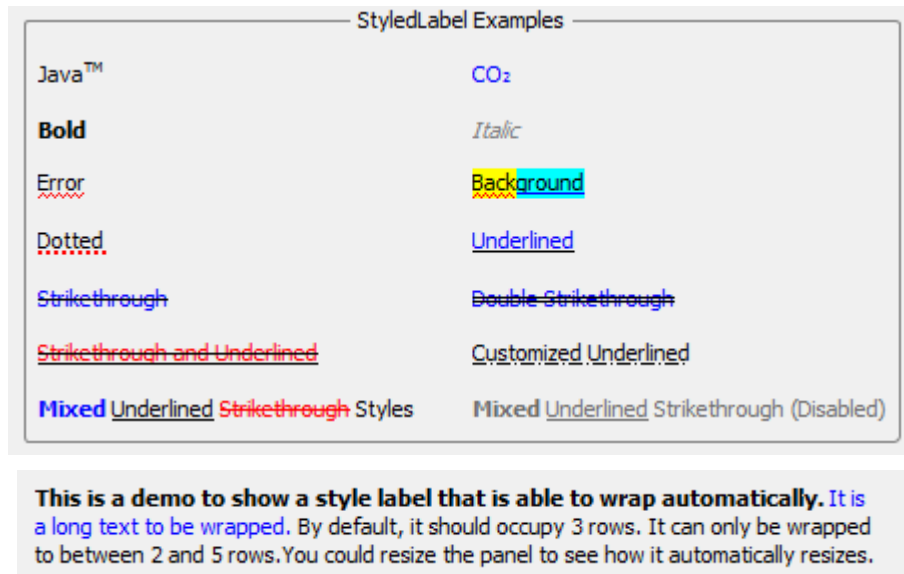 StyledLabel Examples
Java™ CO₂
Bold Italic
Error Background
Dotted Underlined
Strikethrough Double Strikethrough
Strikethrough and Underlined Customized Underlined
Mixed Underlined Strikethrough Styles Mixed Underlined Strikethrough (Disabled)
This is a demo to show a style label that is able to wrap automatically. It is
a long text to be wrapped. By default, it should occupy 3 rows. It can only be wrapped
to between 2 and 5 rows.You could resize the panel to see how it automatically resizes.